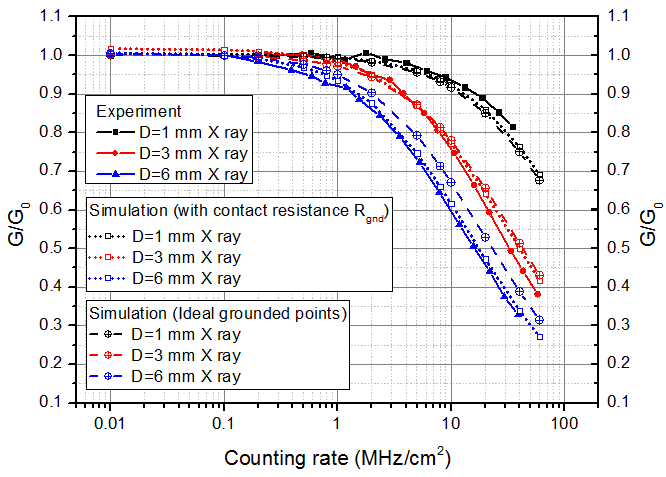 1.1
1.0
0.9
0.8
0.7
0.6
0.5
0.4
0.3
0.2
0.1
G/G0
Experiment
D=1 mm X ray
D=3 mm X ray
D=6 mm X ray
Simulation (with contact resistance Rgnd)
D=1 mm X ray
D=3 mm X ray
D=6 mm X ray
Simulation (Ideal grounded points)
D=1 mm X ray
D=3 mm X ray
D=6 mm X ray
1.1
1.0
0.9
0.8
0.7
0.6
0.5
0.4
0.3
0.2
0.1
G/G0
0.01 0.1 1 10 100
Counting rate (MHz/cm²)